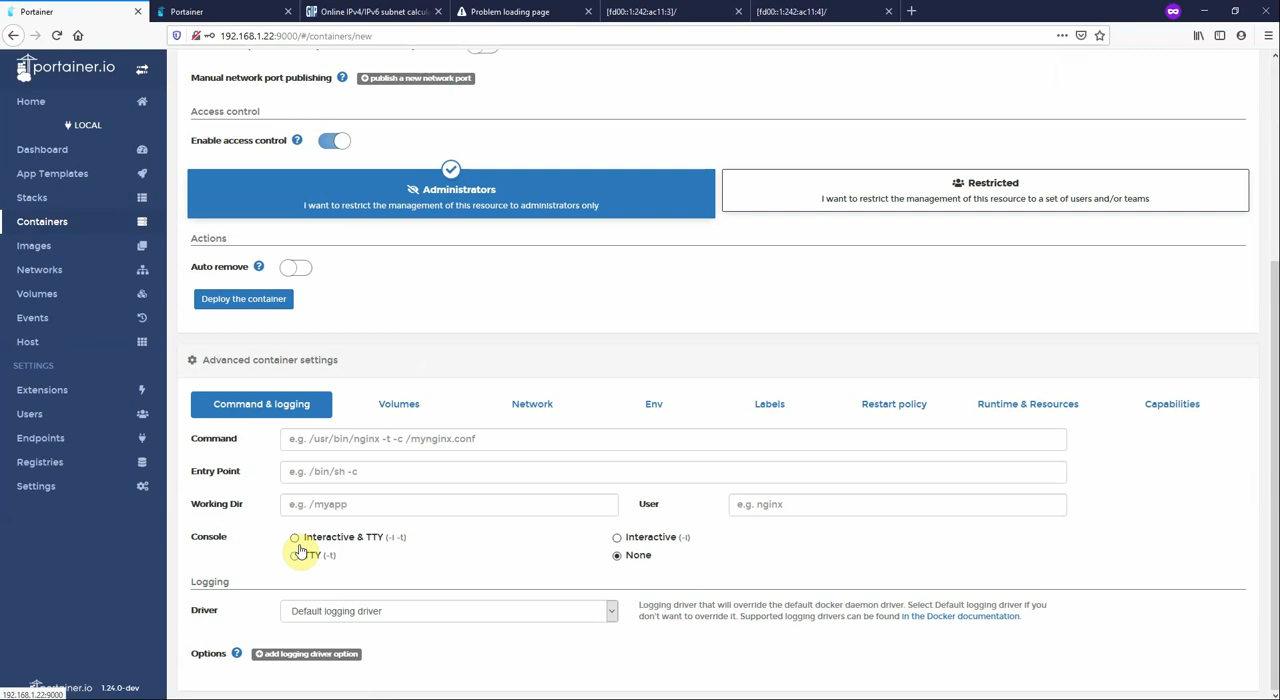 Portainer
Portainer
Online IPv4/IPv6 subnet calcula
Problem loading page
[fd00::1:242:ac11:3]/
[fd00::1:242:ac11:4]/
192.168.1.22:9000/#/containers/new
portainer.io
Home
LOCAL
Dashboard
App Templates
Stacks
Containers
Images
Networks
Volumes
Events
Host
SETTINGS
Extensions
Users
Endpoints
Registries
Settings
portainer.io 1.24.0-dev
192.168.1.22:9000
Manual network port publishing publish a new network port
Access control
Enable access control
Administrators
I want to restrict the management of this resource to administrators only
Restricted
I want to restrict the management of this resource to a set of users and/or teams
Actions
Auto remove
Deploy the container
Advanced container settings
Command & logging Volumes Network Env Labels Restart policy Runtime & Resources Capabilities
Command e.g. /usr/bin/nginx -t -c /mynginx.conf
Entry Point e.g. /bin/sh -c
Working Dir e.g. /myapp User e.g. nginx
Console Interactive & TTY (-i -t) Interactive (-i)
TTY (-t) None
Logging
Driver Default logging driver
Logging driver that will override the default docker daemon driver. Select Default logging driver if you
don't want to override it. Supported logging drivers can be found in the Docker documentation.
Options add logging driver option